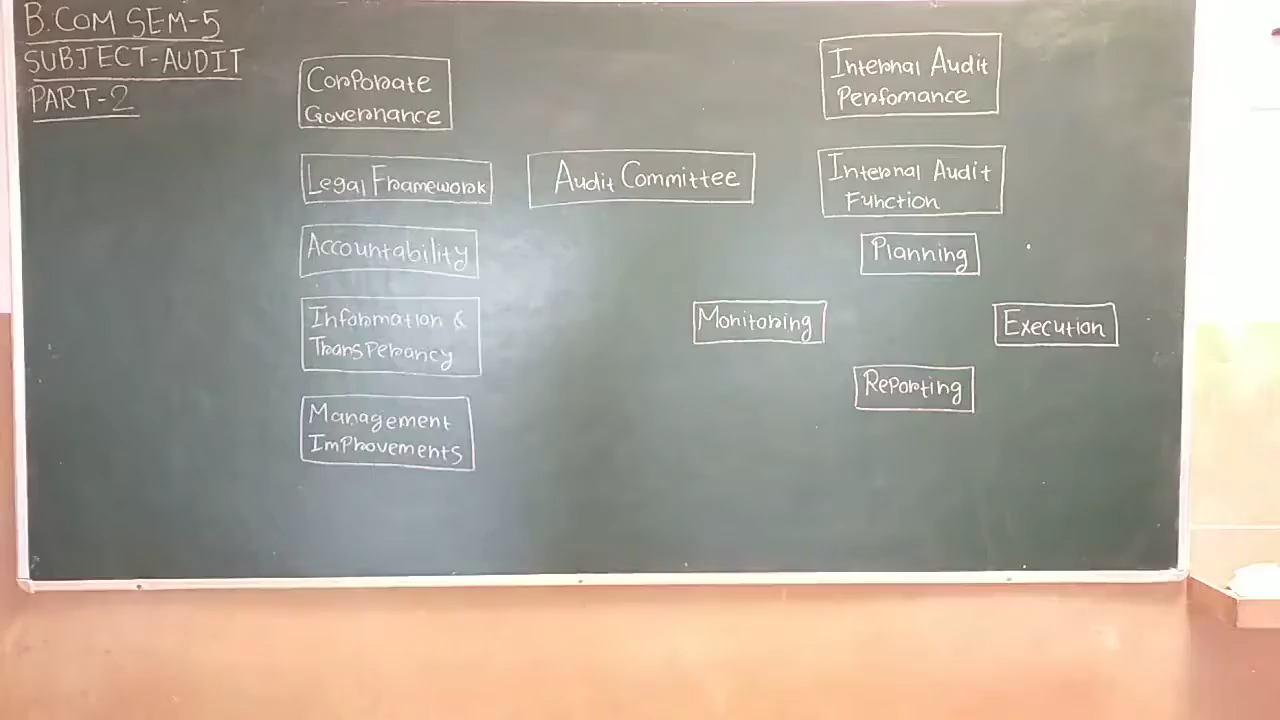 B.COM SEM-5
SUBJECT-AUDIT
PART-2
Corporate
Governance
Legal Framework
Accountability
Information &
Transperancy
Management
Improvements
Audit Committee
Internal Audit
Perfomance
Internal Audit
Function
Planning
Monitoring
Execution
Reporting